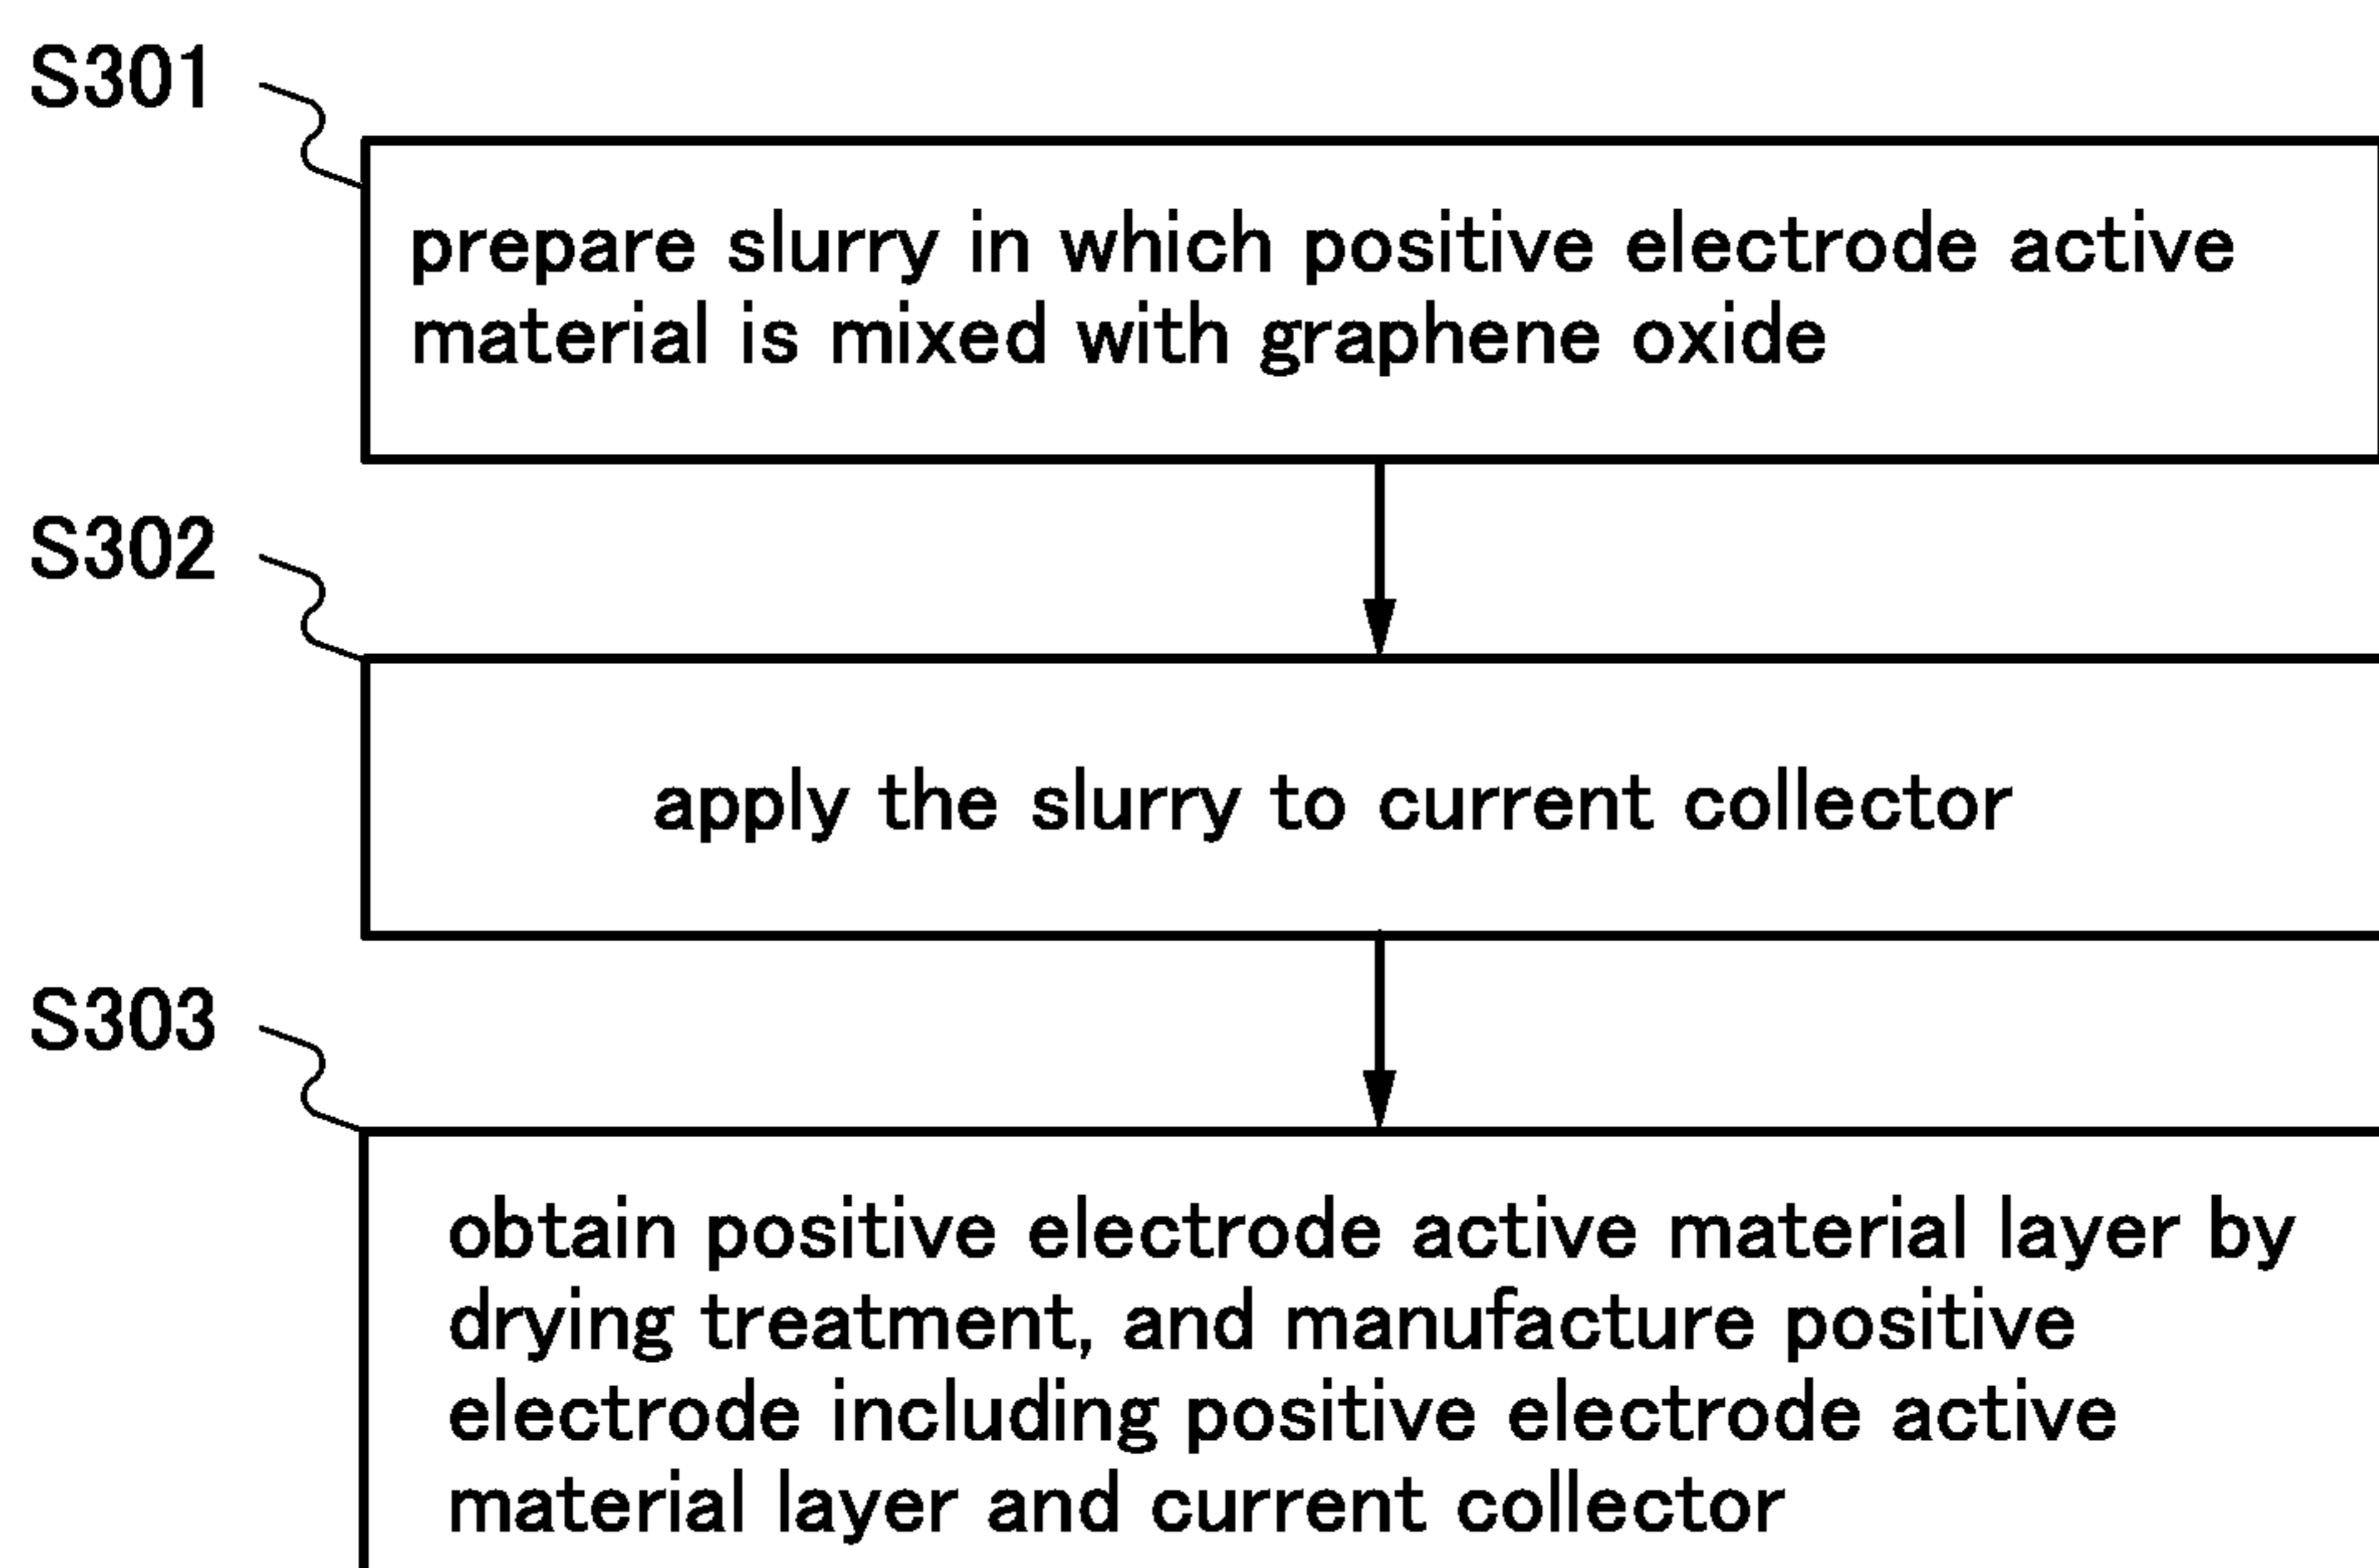 S301
prepare slurry in which positive electrode active
material is mixed with graphene oxide
S302
apply the slurry to current collector
S303
obtain positive electrode active material layer by
drying treatment, and manufacture positive
electrode including positive electrode active
material layer and current collector